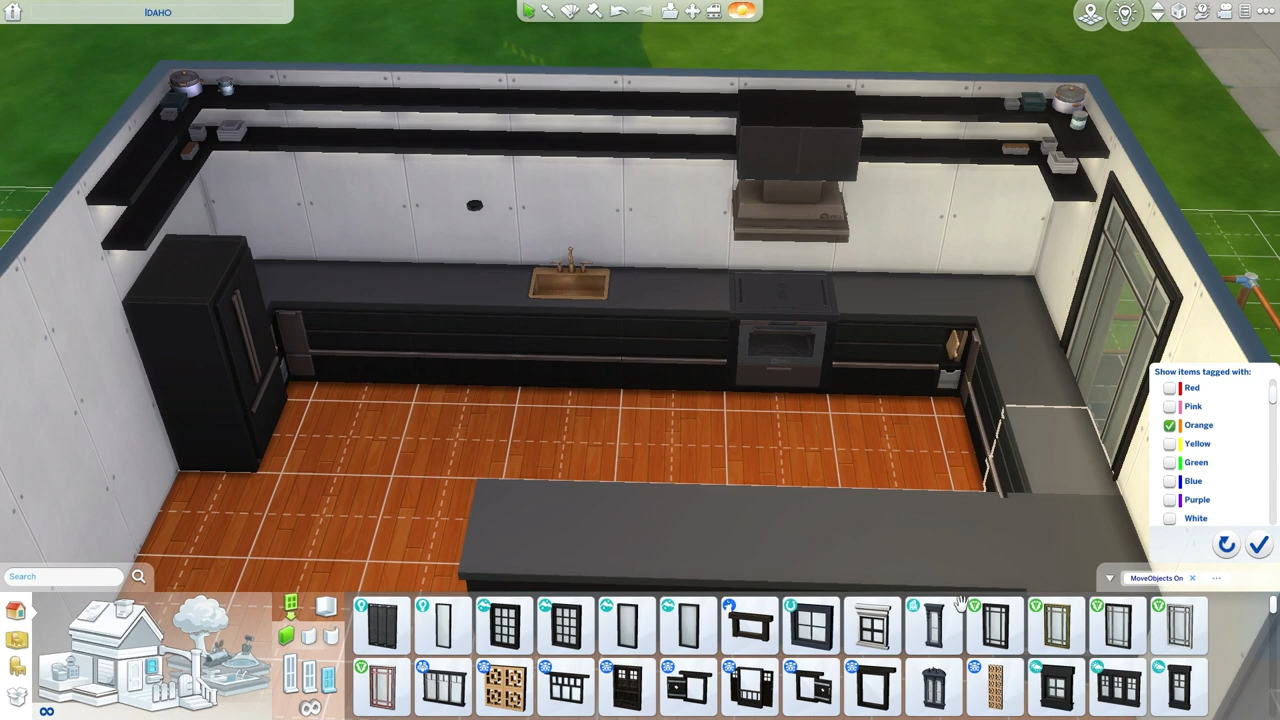 IDAHO
Show items tagged with:
Red
Pink
Orange
Yellow
Green
Blue
Purple
White
Search
MoveObjects On